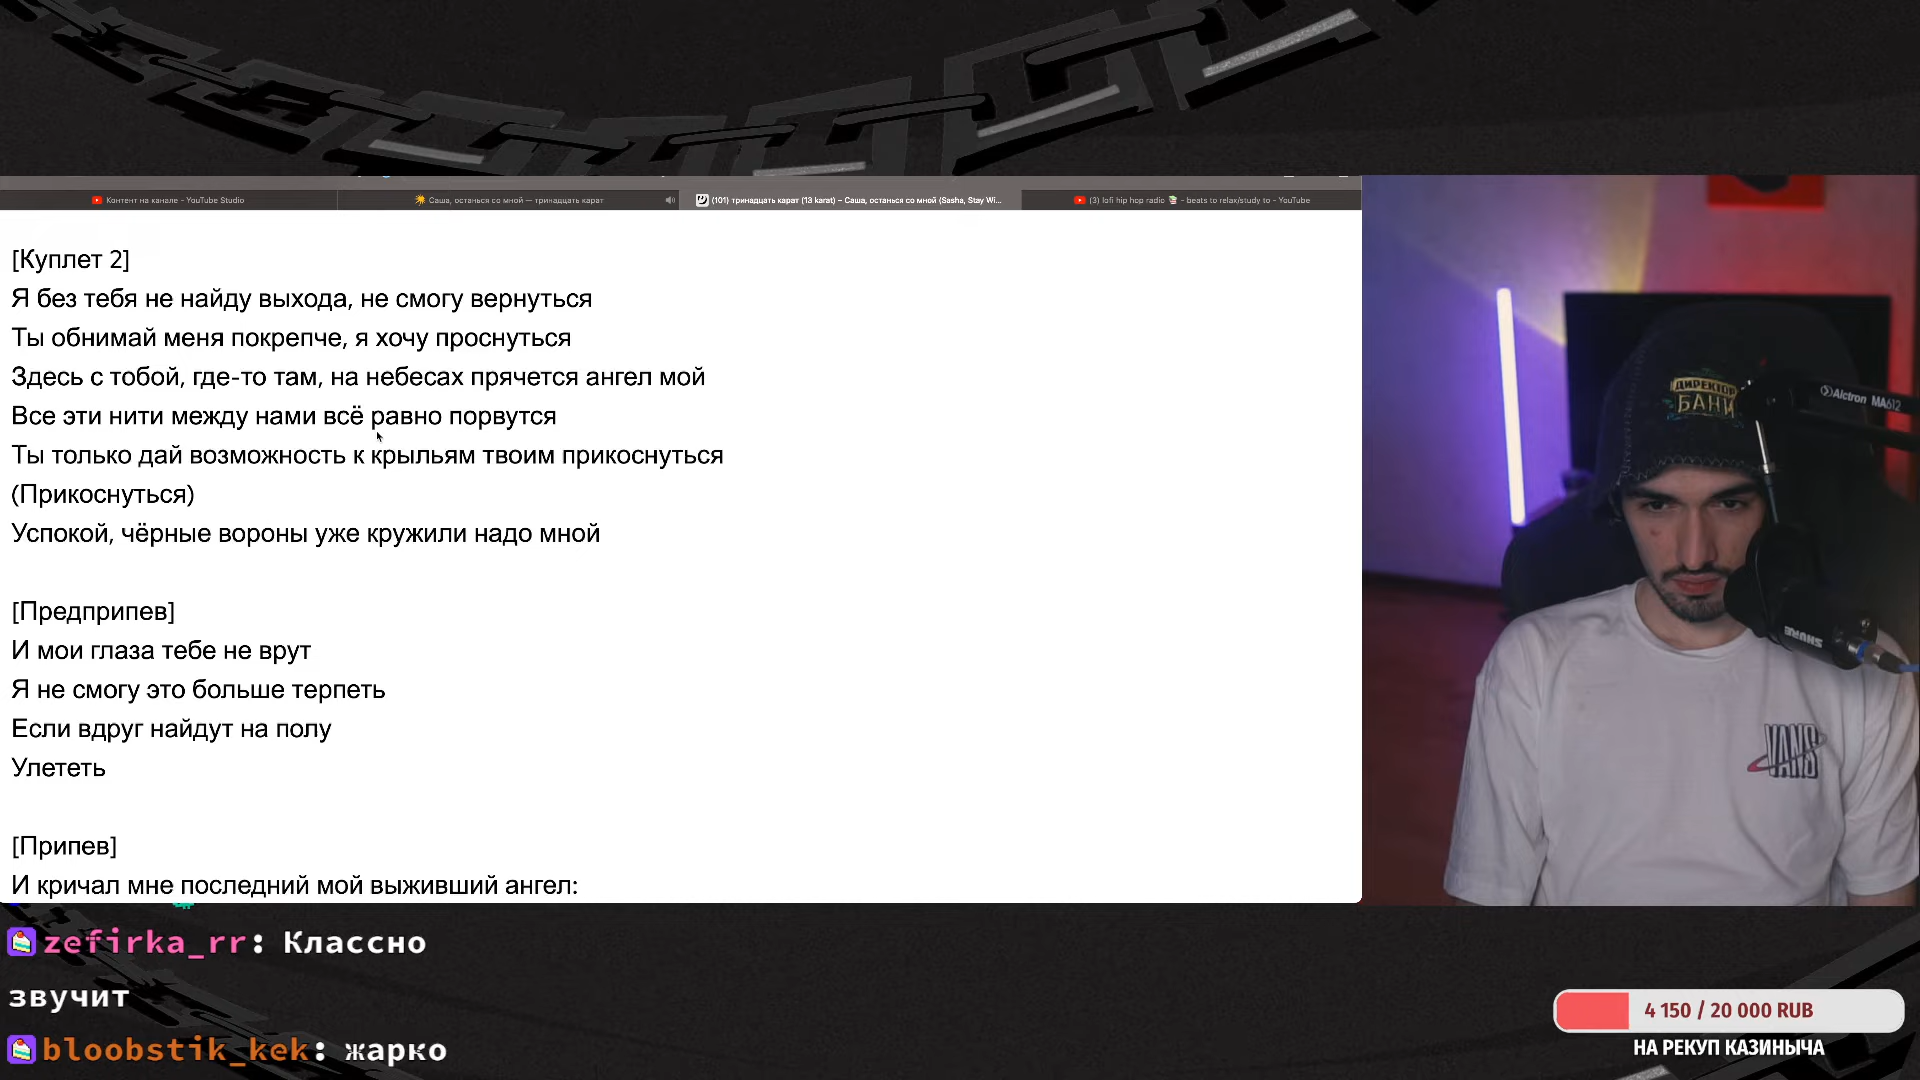 Контент на канале - YouTube Studio
Саша, останься со мной — тринадцать карат
(101) тринадцать карат (13 karat) – Саша, останься со мной (Sasha, Stay Wi...
(3) lofi hip hop radio 📚 - beats to relax/study to - YouTube
[Куплет 2]
Я без тебя не найду выхода, не смогу вернуться
Ты обнимай меня покрепче, я хочу проснуться
Здесь с тобой, где-то там, на небесах прячется ангел мой
Все эти нити между нами всё равно порвутся
Ты только дай возможность к крыльям твоим прикоснуться
(Прикоснуться)
Успокой, чёрные вороны уже кружили надо мной
[Предприпев]
И мои глаза тебе не врут
Я не смогу это больше терпеть
Если вдруг найдут на полу
Улететь
[Припев]
И кричал мне последний мой выживший ангел:
ДИРЕКТОР
БАНИ
Alctron MA612
SHURE
VANS
zefirka_rr: Классно
звучит
bloobstik_kek: жарко
4 150 / 20 000 RUB
НА РЕКУП КАЗИНЫЧА